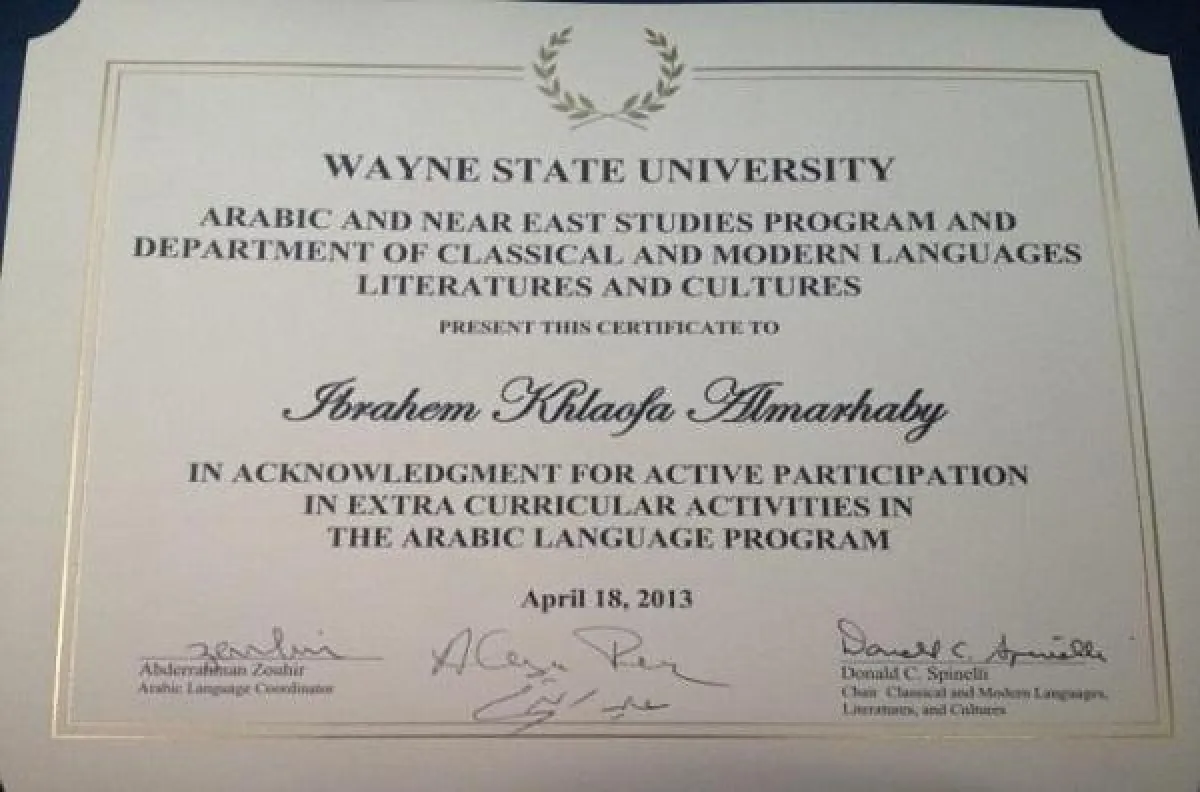 WAYNE STATE UNIVERSITY
ARABIC AND NEAR EAST STUDIES PROGRAM AND
DEPARTMENT OF CLASSICAL AND MODERN LANGUAGES
LITERATURES AND CULTURES
PRESENT THIS CERTIFICATE TO
Ibrahem Khlaofa Almarhaby
IN ACKNOWLEDGMENT FOR ACTIVE PARTICIPATION
IN EXTRA CURRICULAR ACTIVITIES IN
THE ARABIC LANGUAGE PROGRAM
April 18, 2013
Donald C. Spinelli
Abderrahman Zouhir
Arabic Language Coordinator
Donald C. Spinelli
Chair Classical and Modern Languages,
Literatures, and Cultures